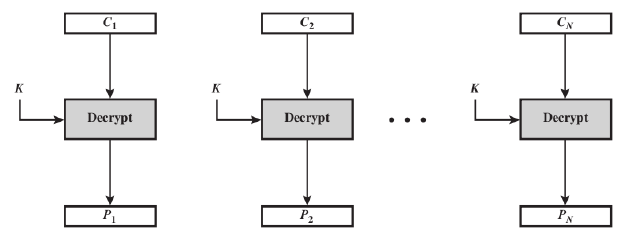 C1 C2 CN
K K K
Decrypt Decrypt • • • Decrypt
P1 P2 PN